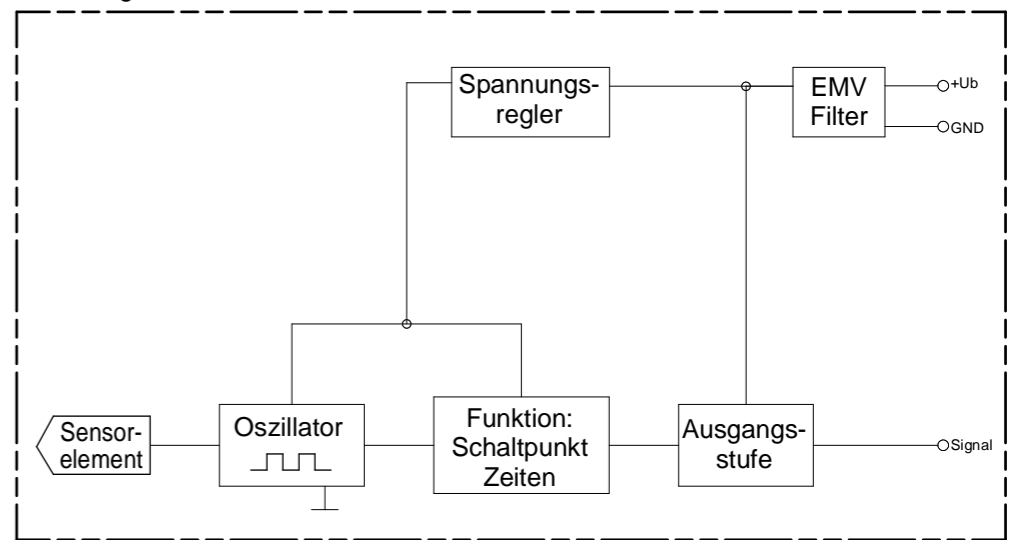 Spannungs-
regler
EMV
Filter
+Ub
GND
Sensor-
element
Oszillator
Funktion:
Schaltpunkt
Zeiten
Ausgangs-
stufe
Signal